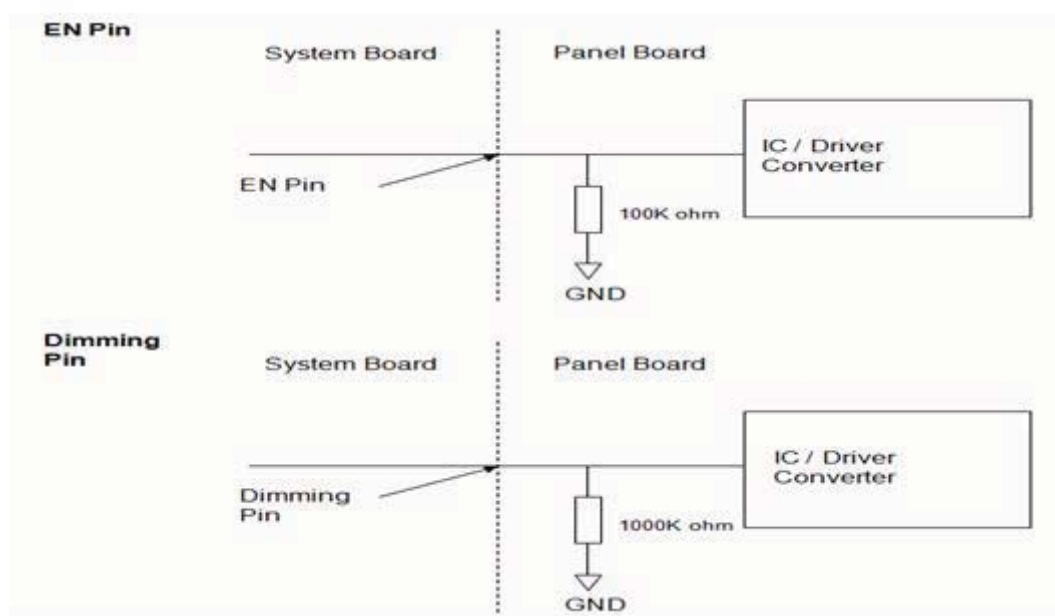 EN Pin
System Board
Panel Board
IC / Driver
Converter
EN Pin
100K ohm
GND
Dimming
Pin
System Board
Panel Board
IC / Driver
Converter
Dimming
Pin
1000K ohm
GND